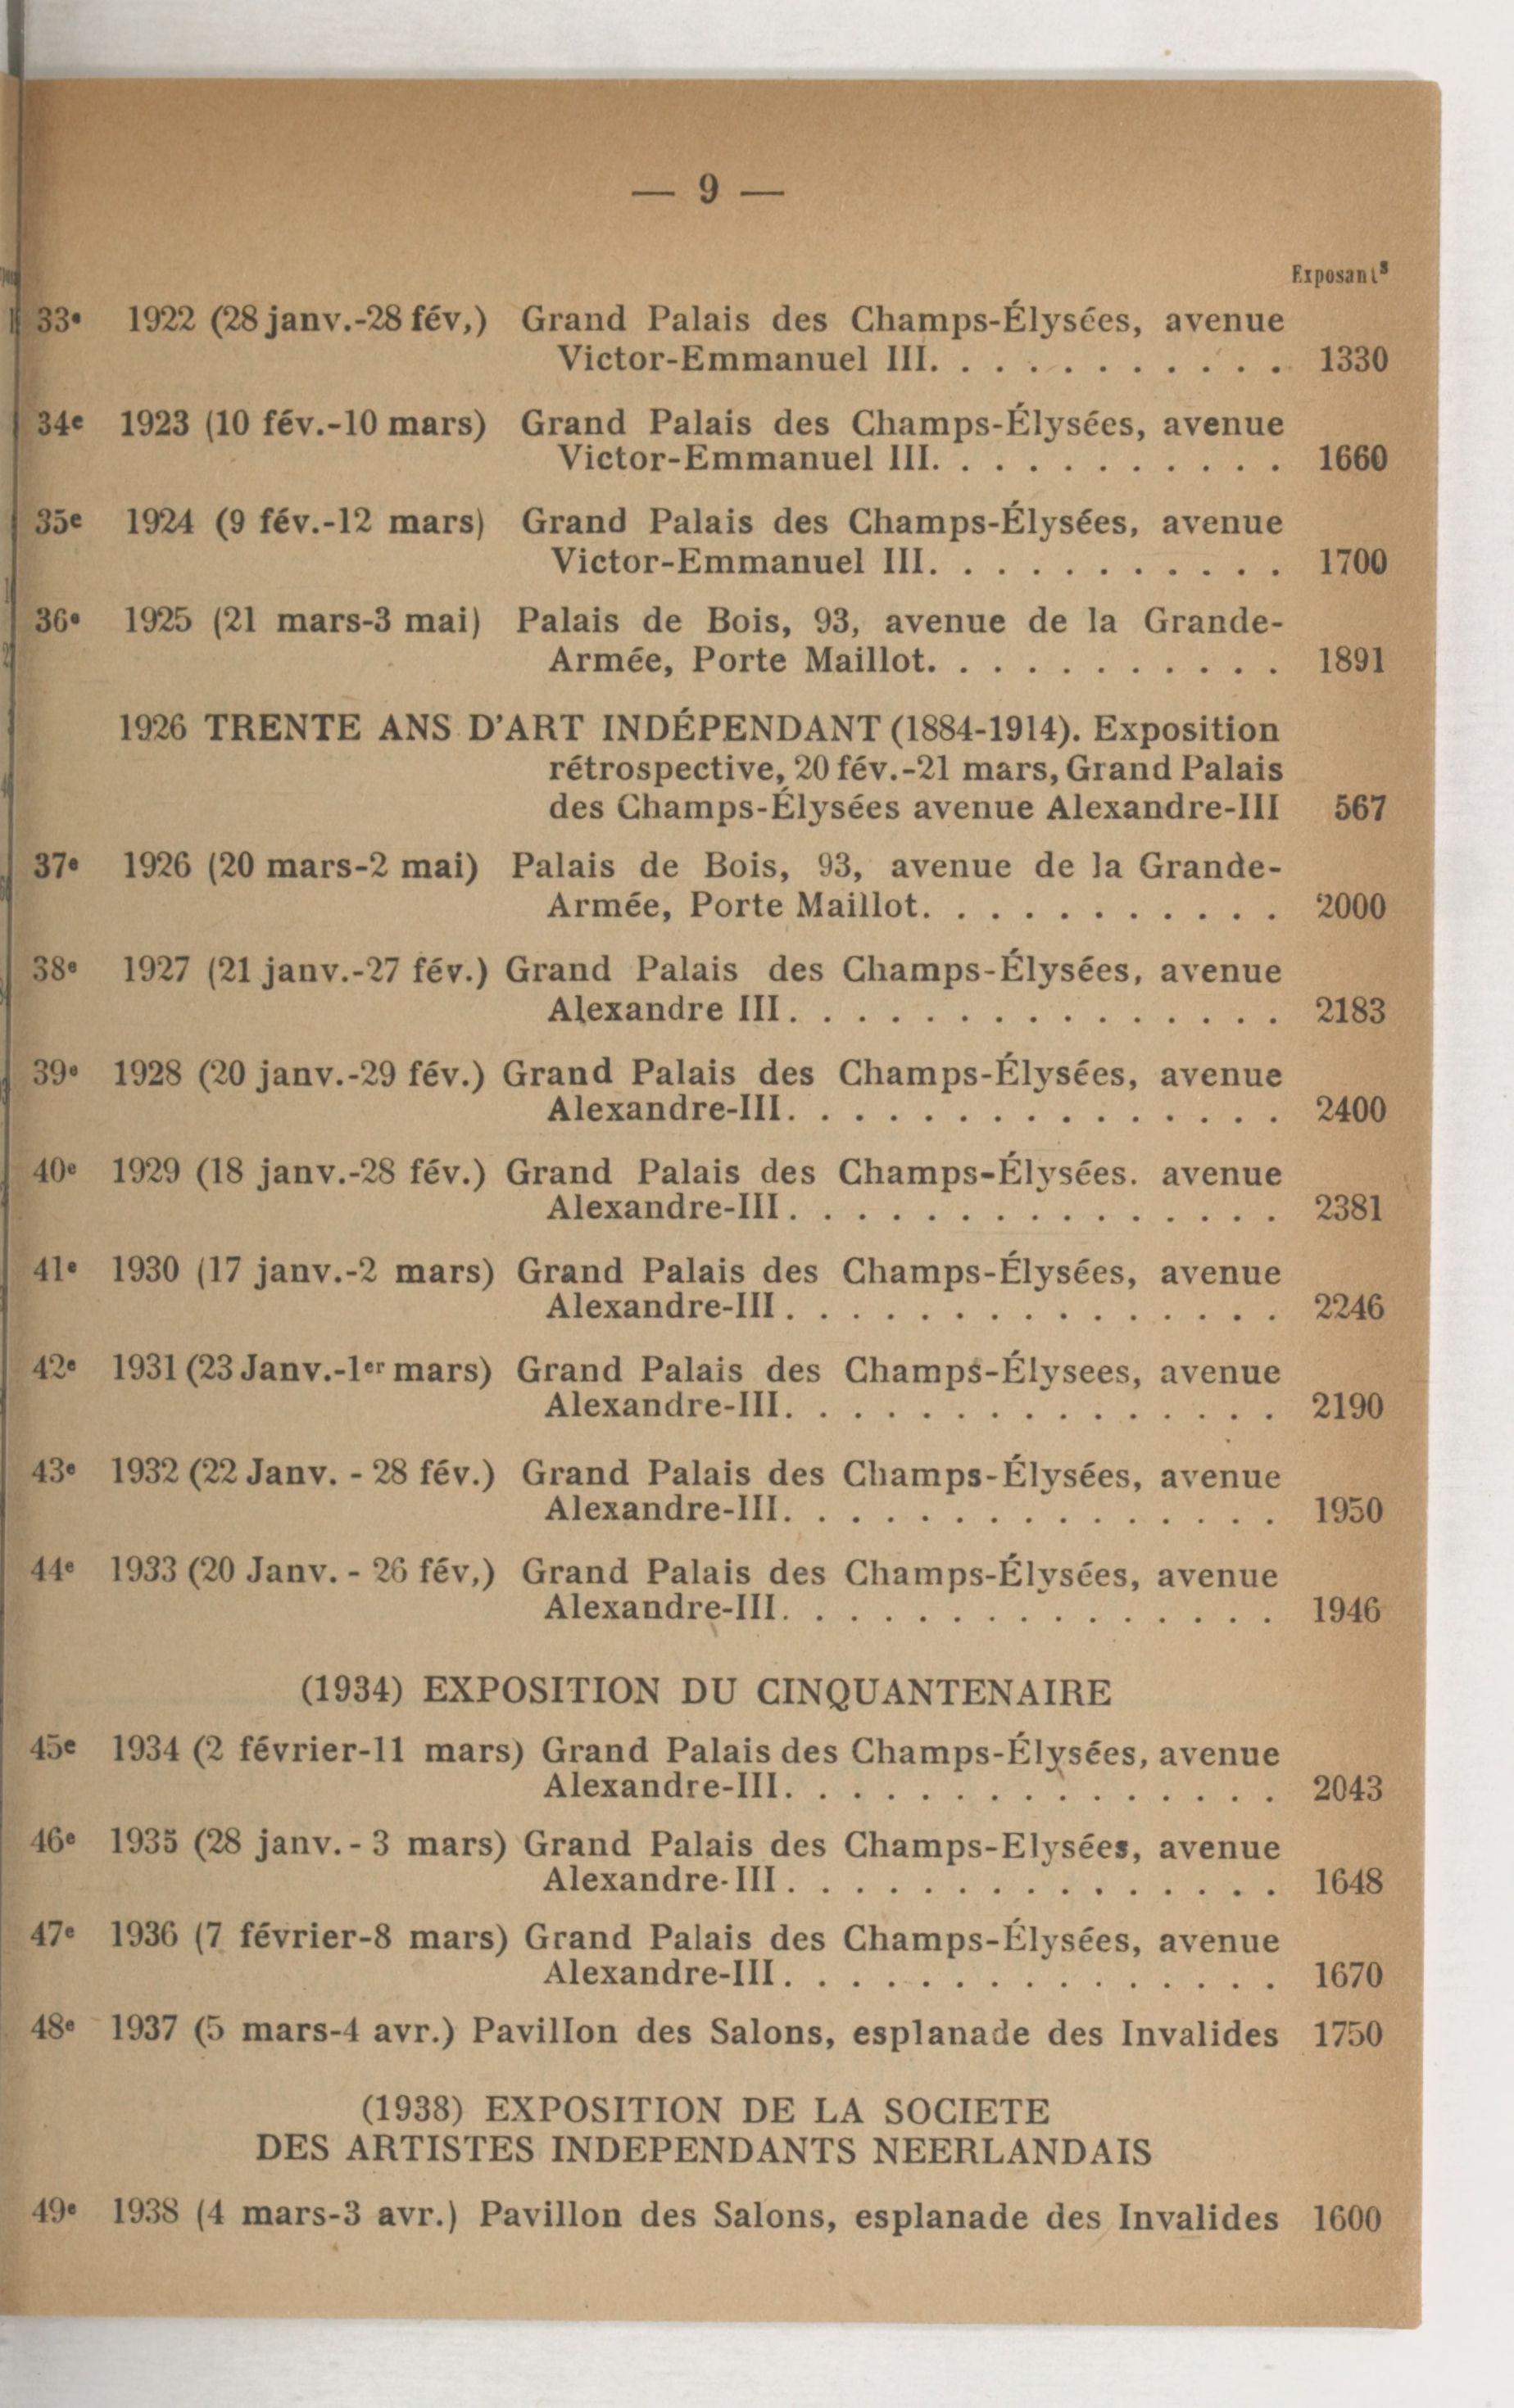 — 9 —
Exposants
33e 1922 (28 janv.-28 fév,) Grand Palais des Champs-Élysées, avenue
Victor-Emmanuel III. . . . . . . . . . . 1330
34e 1923 (10 fév.-10 mars) Grand Palais des Champs-Élysées, avenue
Victor-Emmanuel III. . . . . . . . . . . 1660
35e 1924 (9 fév.-12 mars) Grand Palais des Champs-Élysées, avenue
Victor-Emmanuel III. . . . . . . . . . . 1700
36e 1925 (21 mars-3 mai) Palais de Bois, 93, avenue de la Grande-
Armée, Porte Maillot. . . . . . . . . . . 1891
1926 TRENTE ANS D'ART INDÉPENDANT (1884-1914). Exposition
rétrospective, 20 fév.-21 mars, Grand Palais
des Champs-Élysées avenue Alexandre-III 567
37e 1926 (20 mars-2 mai) Palais de Bois, 93, avenue de la Grande-
Armée, Porte Maillot. . . . . . . . . . . 2000
38e 1927 (21 janv.-27 fév.) Grand Palais des Champs-Élysées, avenue
Alexandre III. . . . . . . . . . . . . . . 2183
39e 1928 (20 janv.-29 fév.) Grand Palais des Champs-Élysées, avenue
Alexandre-III. . . . . . . . . . . . . . . 2400
40e 1929 (18 janv.-28 fév.) Grand Palais des Champs-Élysées. avenue
Alexandre-III. . . . . . . . . . . . . . . 2381
41e 1930 (17 janv.-2 mars) Grand Palais des Champs-Élysées, avenue
Alexandre-III. . . . . . . . . . . . . . . 2246
42e 1931 (23 Janv.-1er mars) Grand Palais des Champs-Élysees, avenue
Alexandre-III. . . . . . . . . . . . . . . 2190
43e 1932 (22 Janv. - 28 fév.) Grand Palais des Champs-Élysées, avenue
Alexandre-III. . . . . . . . . . . . . . . 1950
44e 1933 (20 Janv. - 26 fév,) Grand Palais des Champs-Élysées, avenue
Alexandre-III. . . . . . . . . . . . . . . 1946
(1934) EXPOSITION DU CINQUANTENAIRE
45e 1934 (2 février-11 mars) Grand Palais des Champs-Élysées, avenue
Alexandre-III. . . . . . . . . . . . . . . 2043
46e 1935 (28 janv. - 3 mars) Grand Palais des Champs-Elysées, avenue
Alexandre-III. . . . . . . . . . . . . . . 1648
47e 1936 (7 février-8 mars) Grand Palais des Champs-Élysées, avenue
Alexandre-III. . . . . . . . . . . . . . . 1670
48e 1937 (5 mars-4 avr.) Pavillon des Salons, esplanade des Invalides 1750
(1938) EXPOSITION DE LA SOCIETE
DES ARTISTES INDEPENDANTS NEERLANDAIS
49e 1938 (4 mars-3 avr.) Pavillon des Salons, esplanade des Invalides 1600